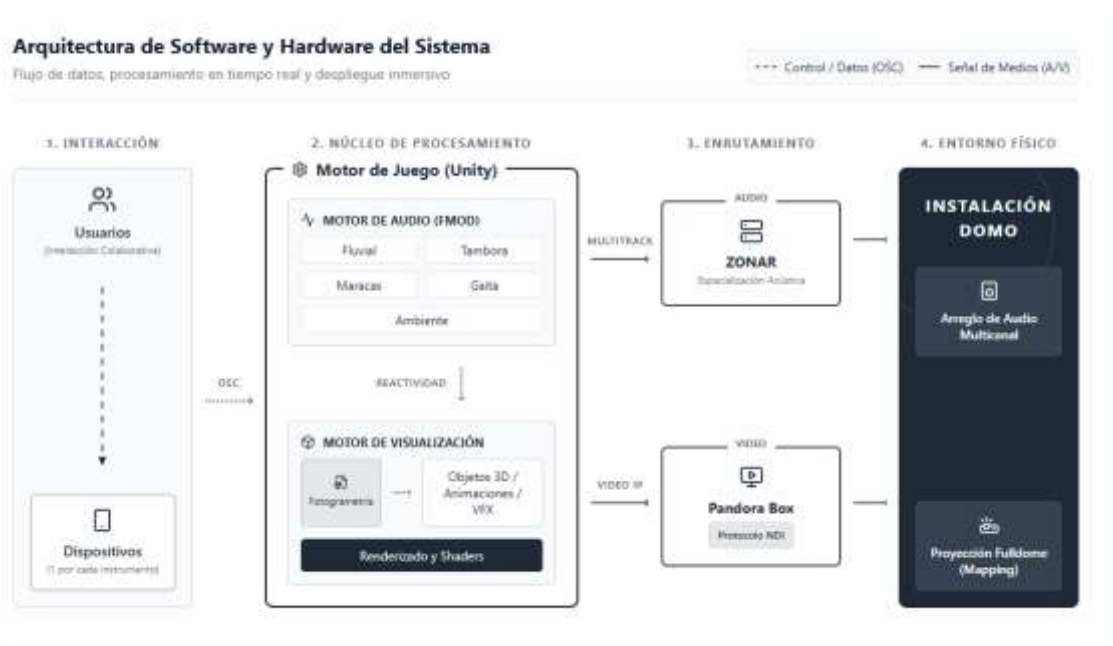 Arquitectura de Software y Hardware del Sistema
Flujo de datos, procesamiento en tiempo real y despliegue inmersivo
Control / Datos (OSC)
Señal de Medios (A/V)
1. INTERACCIÓN
Usuarios
(Interacción Colaborativa)
Dispositivos
(1 por cada instrumento)
OSC
2. NÚCLEO DE PROCESAMIENTO
Motor de Juego (Unity)
MOTOR DE AUDIO (FMOD)
Fluvial
Tambora
Maracas
Gaita
Ambiente
REACTIVIDAD
MOTOR DE VISUALIZACIÓN
Fotogrametría
Objetos 3D /
Animaciones /
VFX
Renderizado y Shaders
MULTITRACK
VIDEO IP
3. ENRUTAMIENTO
AUDIO
ZONAR
Espacialización Acústica
VIDEO
Pandora Box
Protocolo NDI
4. ENTORNO FÍSICO
INSTALACIÓN
DOMO
Arreglo de Audio
Multicanal
Proyección Fulldome
(Mapping)